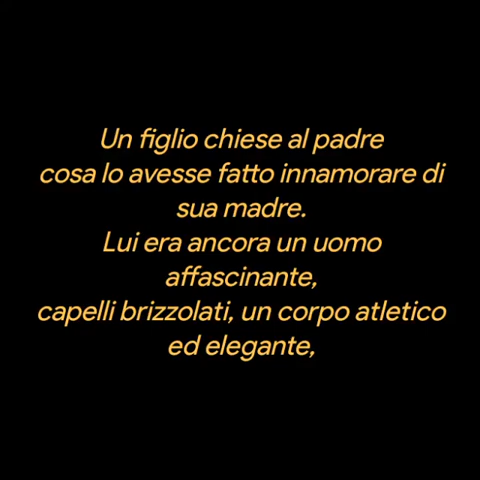 Un figlio chiese al padre
cosa lo avesse fatto innamorare di
sua madre.
Lui era ancora un uomo
affascinante,
capelli brizzolati, un corpo atletico
ed elegante,